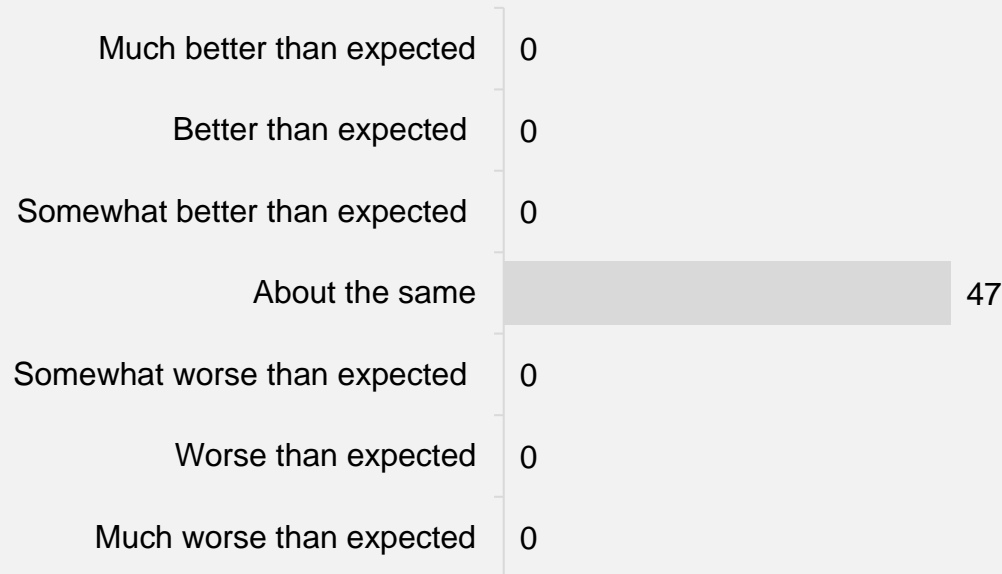 Much better than expected 0
Better than expected 0
Somewhat better than expected 0
About the same 47
Somewhat worse than expected 0
Worse than expected 0
Much worse than expected 0